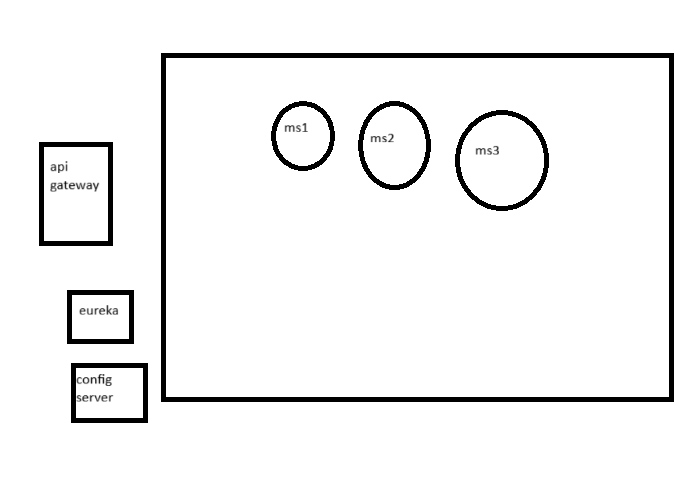 ms1
ms2
ms3
api
gateway
eureka
config
server